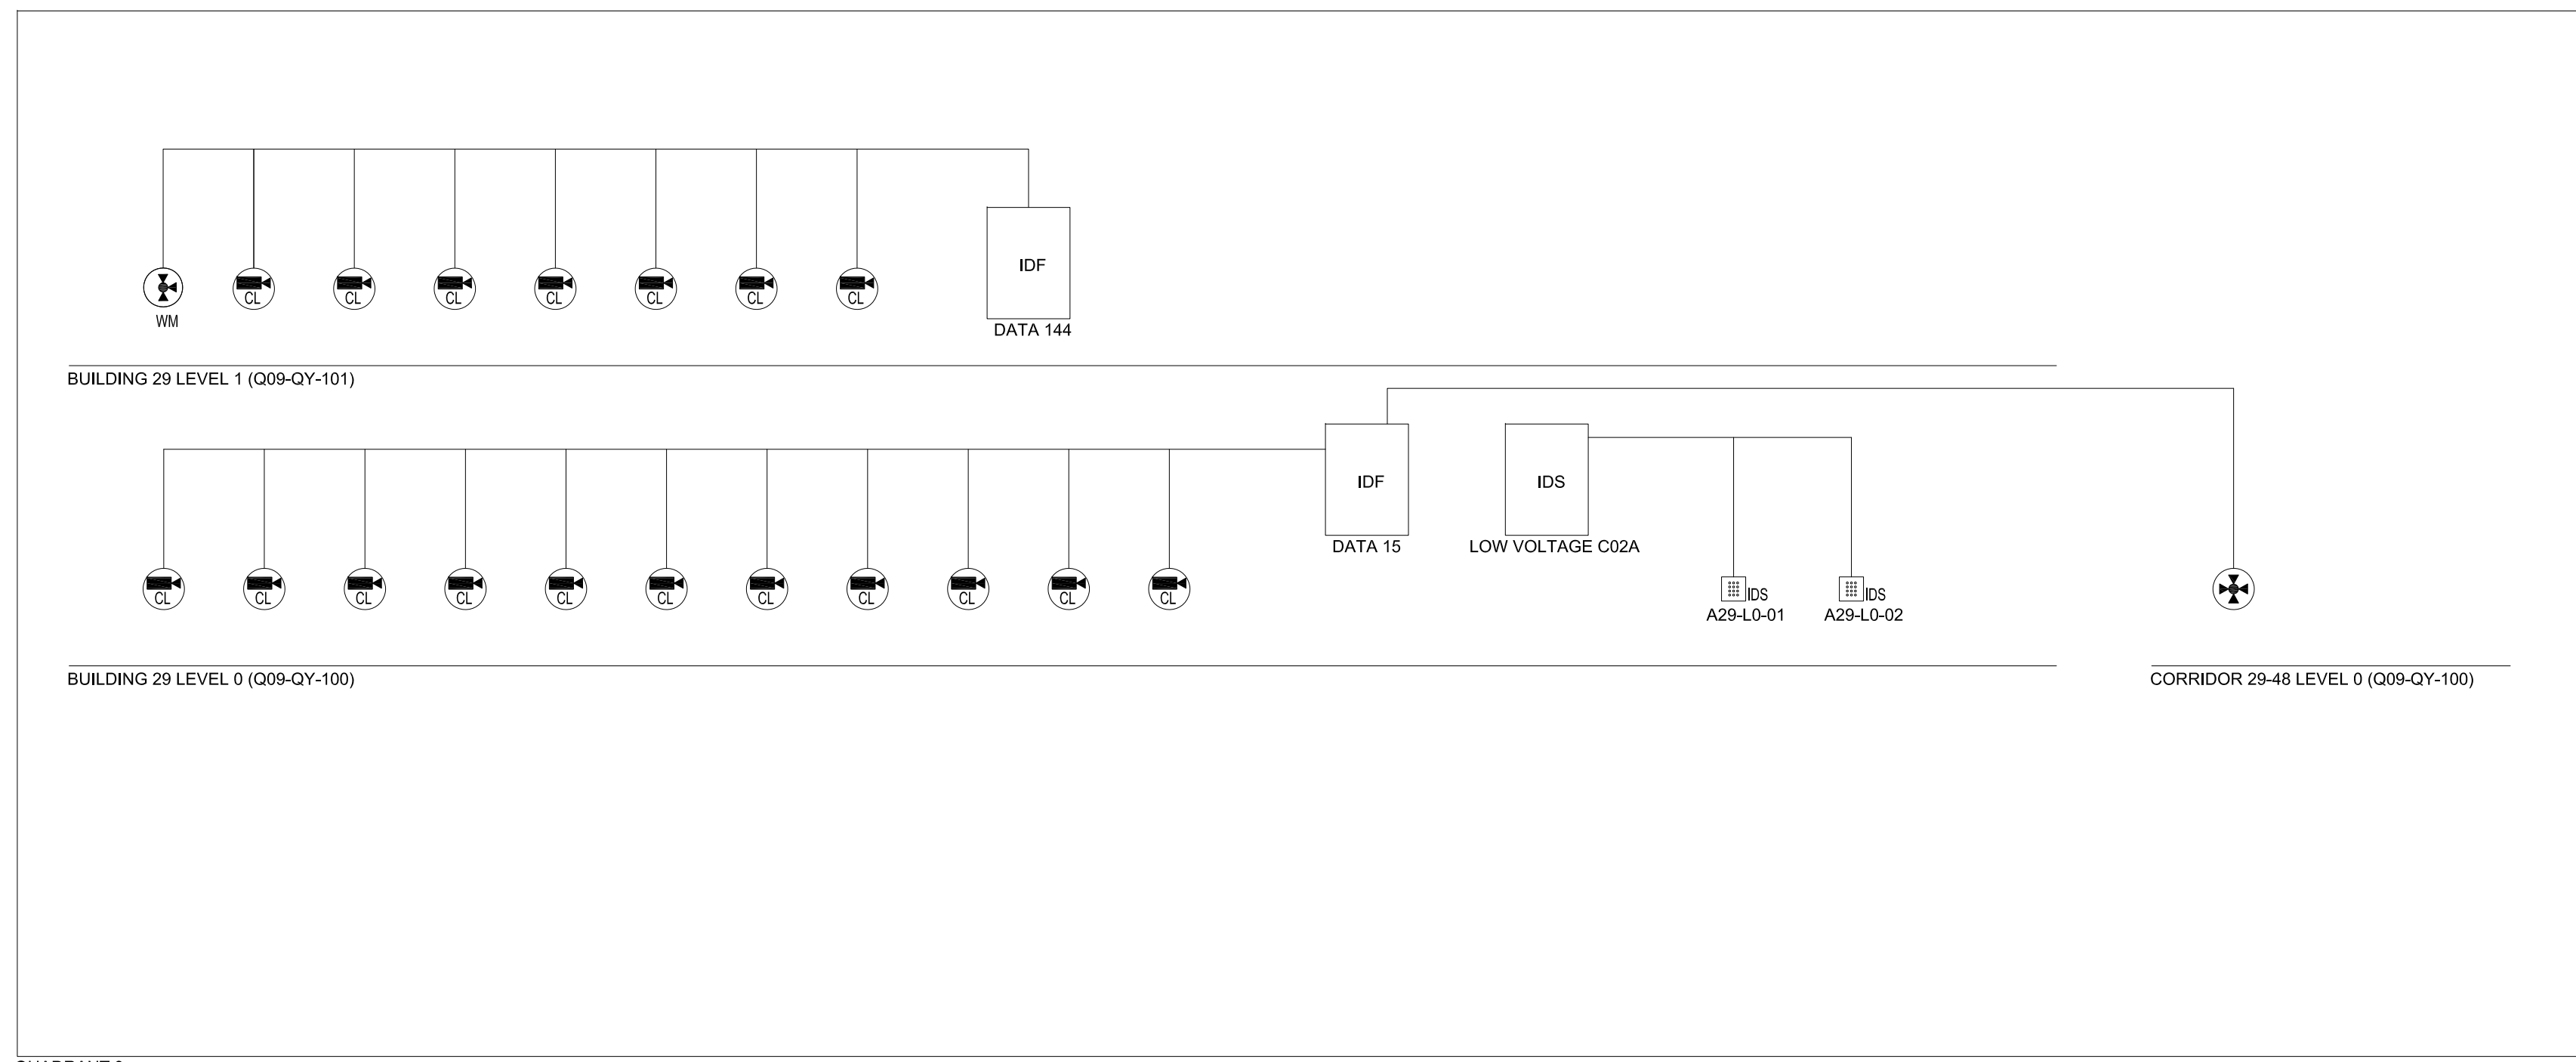 IDF
CL CL CL CL CL CL CL
WM
DATA 144
BUILDING 29 LEVEL 1 (Q09-QY-101)
IDF
IDS
DATA 15
LOW VOLTAGE C02A
CL CL CL CL CL CL CL CL CL CL CL
IDS
IDS
A29-L0-01
A29-L0-02
BUILDING 29 LEVEL 0 (Q09-QY-100)
CORRIDOR 29-48 LEVEL 0 (Q09-QY-100)